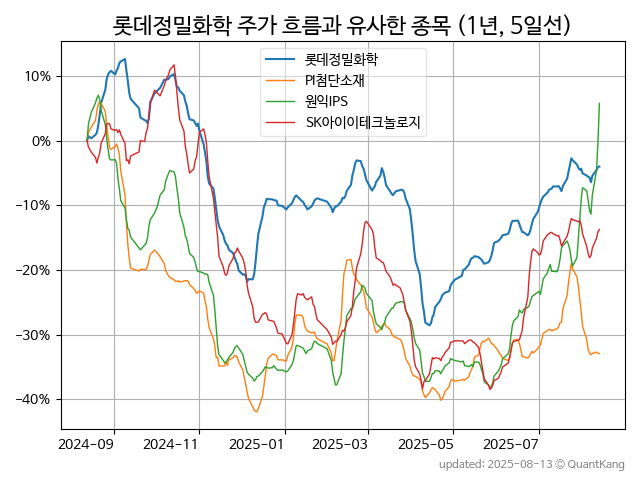 롯데정밀화학 주가 흐름과 유사한 종목 (1년, 5일선)
롯데정밀화학
PI첨단소재
원익IPS
SK아이이테크놀로지
10%
0%
−10%
−20%
−30%
−40%
2024-09
2024-11
2025-01
2025-03
2025-05
2025-07
updated: 2025-08-13 ⓒ QuantKang